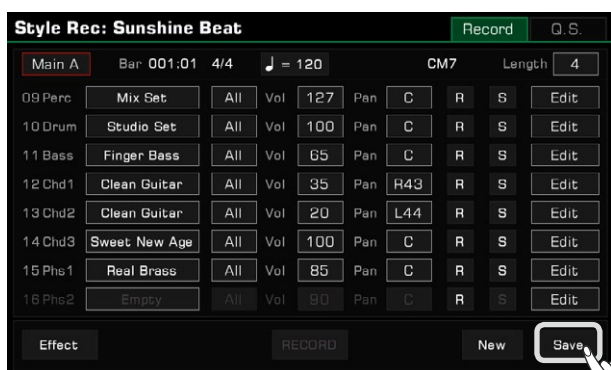 Style Rec: Sunshine Beat Record Q.S.
Main A Bar 001:01 4/4 ♩ = 120 CM7 Length 4
09 Perc Mix Set All Vol 127 Pan C R S Edit
10 Drum Studio Set All Vol 100 Pan C R S Edit
11 Bass Finger Bass All Vol 65 Pan C R S Edit
12 Chd1 Clean Guitar All Vol 35 Pan R43 R S Edit
13 Chd2 Clean Guitar All Vol 20 Pan L44 R S Edit
14 Chd3 Sweet New Age All Vol 100 Pan C R S Edit
15 Phs1 Real Brass All Vol 85 Pan C R S Edit
16 Phs2 Empty All Vol 90 Pan C R S Edit
Effect RECORD New Save